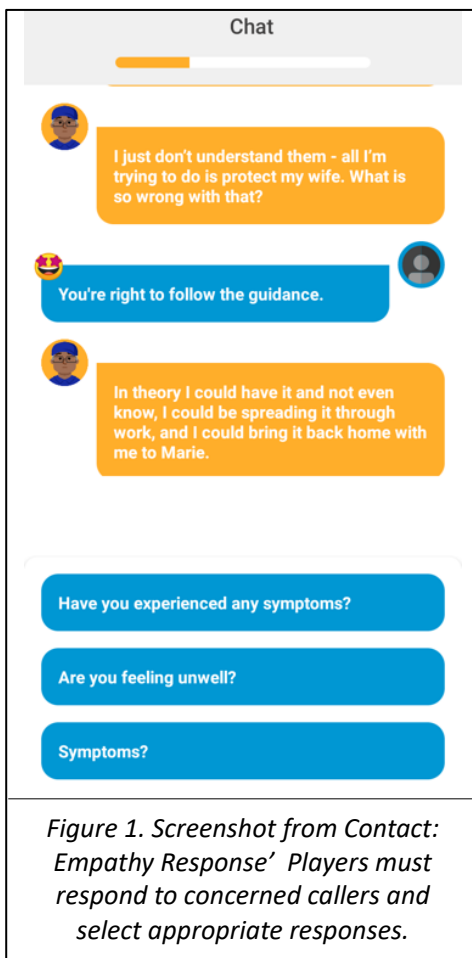 Chat
I just don't understand them - all I'm
trying to do is protect my wife. What is
so wrong with that?
You're right to follow the guidance.
In theory I could have it and not even
know, I could be spreading it through
work, and I could bring it back home with
me to Marie.
Have you experienced any symptoms?
Are you feeling unwell?
Symptoms?
Figure 1. Screenshot from Contact:
Empathy Response’ Players must
respond to concerned callers and
select appropriate responses.